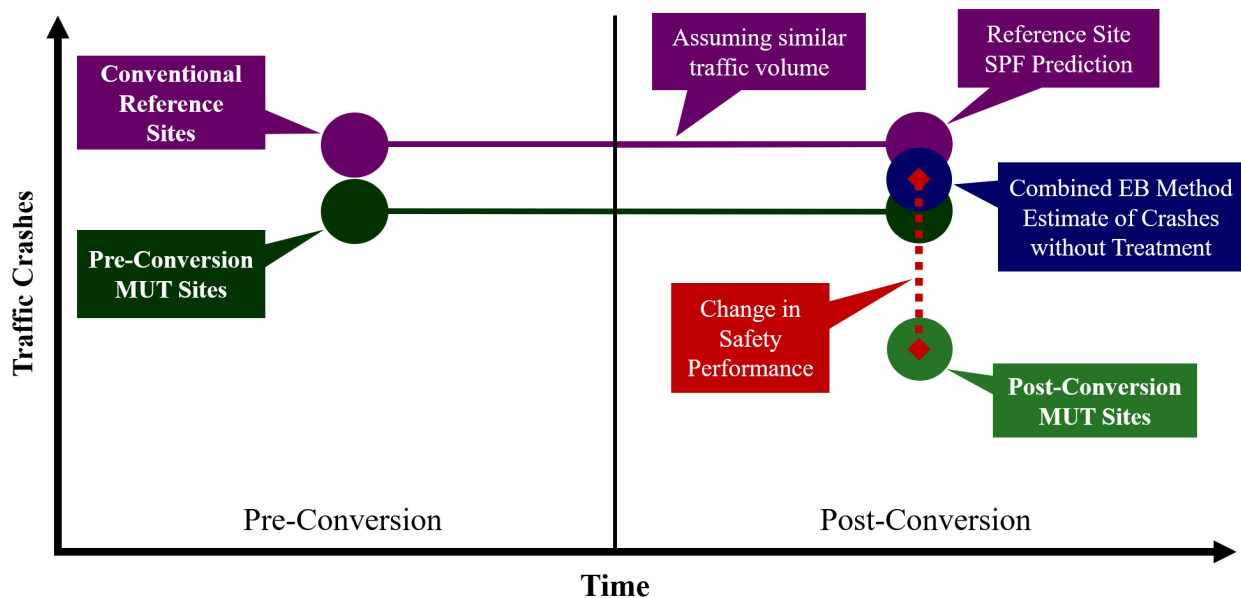 Conventional
Reference
Sites
Assuming similar
traffic volume
Reference Site
SPF Prediction
Pre-Conversion
MUT Sites
Combined EB Method
Estimate of Crashes
without Treatment
Change in
Safety
Performance
Post-Conversion
MUT Sites
Traffic Crashes
Pre-Conversion
Post-Conversion
Time